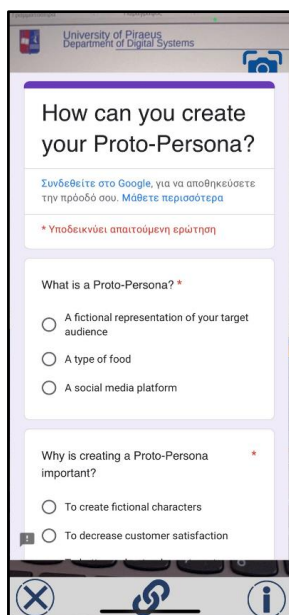 University of Piraeus
Department of Digital Systems
How can you create
your Proto-Persona?
Συνδεθείτε στο Google, για να αποθηκεύσετε
την πρόοδό σου. Μάθετε περισσότερα
* Υποδεικνύει απαιτούμενη ερώτηση
What is a Proto-Persona? *
A fictional representation of your target
audience
A type of food
A social media platform
Why is creating a Proto-Persona *
important?
To create fictional characters
To decrease customer satisfaction